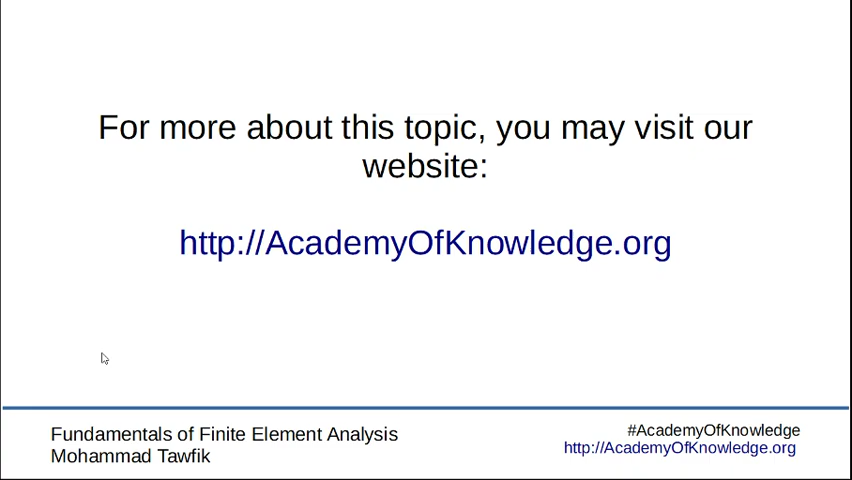 For more about this topic, you may visit our
website:
http://AcademyOfKnowledge.org
Fundamentals of Finite Element Analysis
Mohammad Tawfik
#AcademyOfKnowledge
http://AcademyOfKnowledge.org